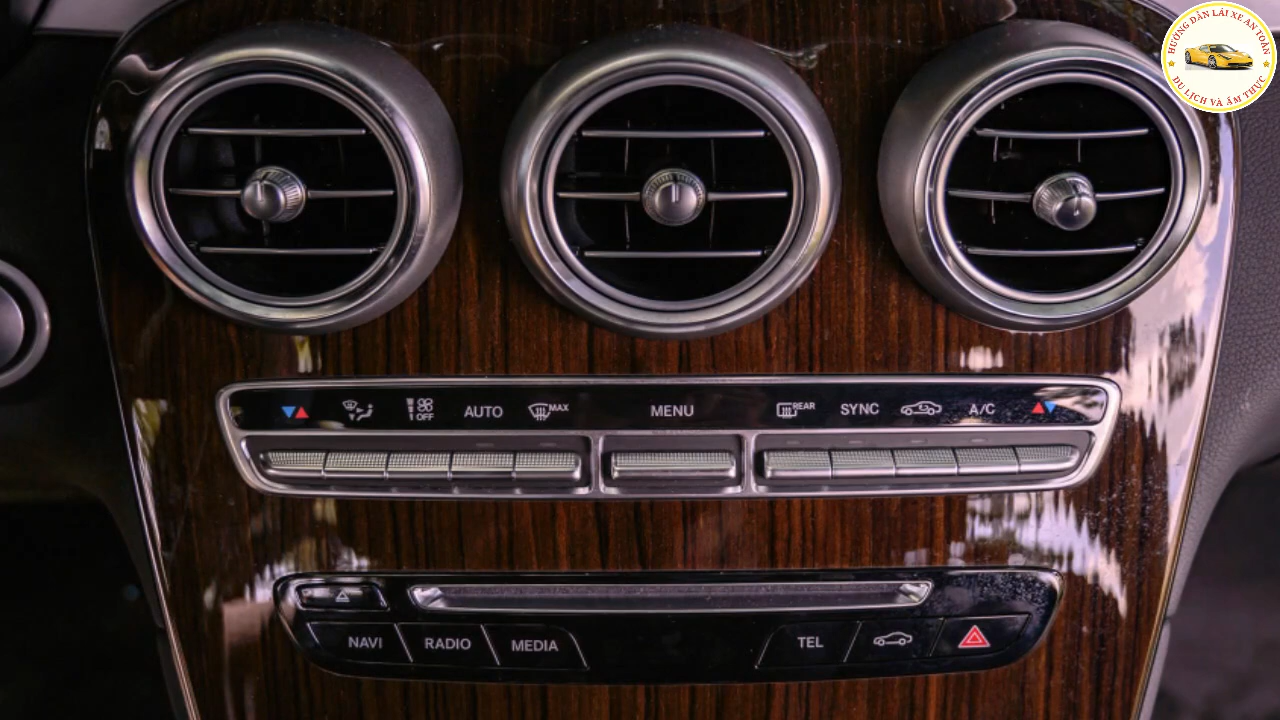 HƯỚNG DẪN LÁI XE AN TOÀN
DU LỊCH VÀ ẨM THỰC
OFF
AUTO
MAX
MENU
REAR
SYNC
A/C
NAVI
RADIO
MEDIA
TEL